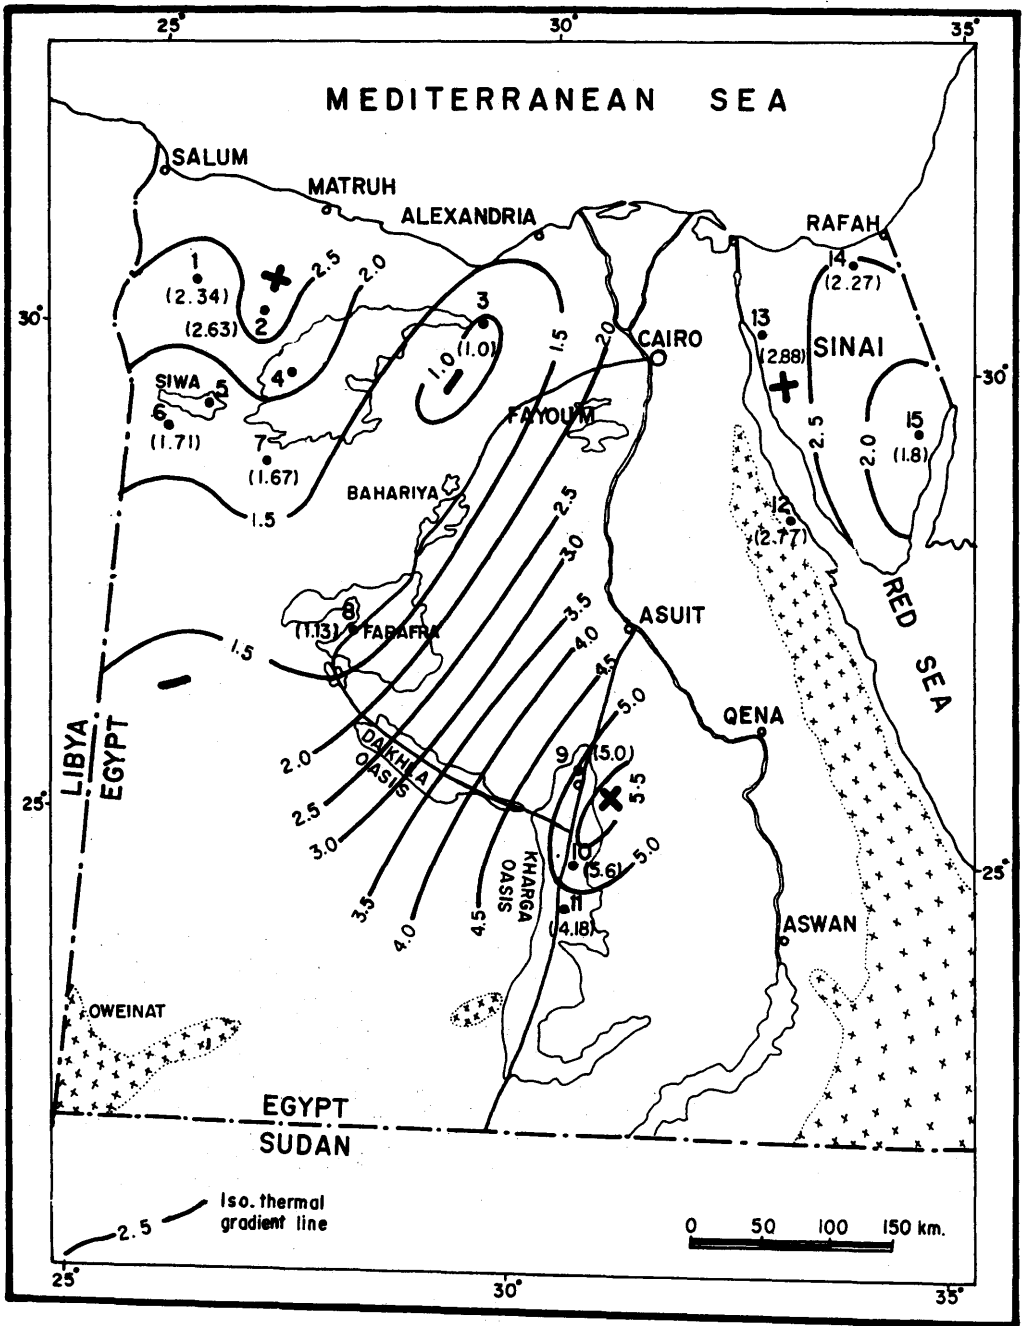 25°
30°
35°
MEDITERRANEAN SEA
SALUM
MATRUH
ALEXANDRIA
RAFAH
1
(2.34)
2.5
2.0
14
(2.27)
30°
(2.63)
2
3
(1.0)
1.0
1.5
2.0
CAIRO
13
(2.88)
SINAI
30°
SIWA
5
4
6
(1.71)
7
(1.67)
FAYOUM
2.5
2.0
15
(1.8)
1.5
BAHARIYA
2.5
12
(2.77)
3.0
8
(1.13)
FARAFRA
3.5
ASUIT
RED SEA
1.5
4.0
4.5
5.0
QENA
LIBYA
EGYPT
2.0
DAKHLA
OASIS
9
(5.0)
5.5
25°
2.5
3.0
10
(5.6)
5.0
25°
KHARGA
OASIS
3.5
4.0
4.5
11
(4.18)
ASWAN
OWEINAT
EGYPT
SUDAN
2.5
Iso. thermal
gradient line
0 50 100 150 km.
25°
30°
35°